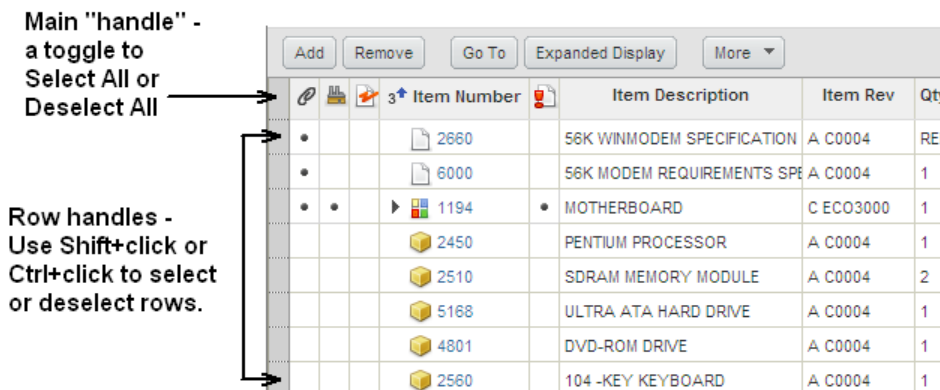 Main "handle" -
a toggle to
Select All or
Deselect All
Row handles -
Use Shift+click or
Ctrl+click to select
or deselect rows.
Add Remove Go To Expanded Display More
3 Item Number Item Description Item Rev Qty
2660 56K WINMODEM SPECIFICATION A C0004 RE
6000 56K MODEM REQUIREMENTS SPE A C0004 1
1194 MOTHERBOARD C ECO3000 1
2450 PENTIUM PROCESSOR A C0004 1
2510 SDRAM MEMORY MODULE A C0004 2
5168 ULTRA ATA HARD DRIVE A C0004 1
4801 DVD-ROM DRIVE A C0004 1
2560 104 -KEY KEYBOARD A C0004 1